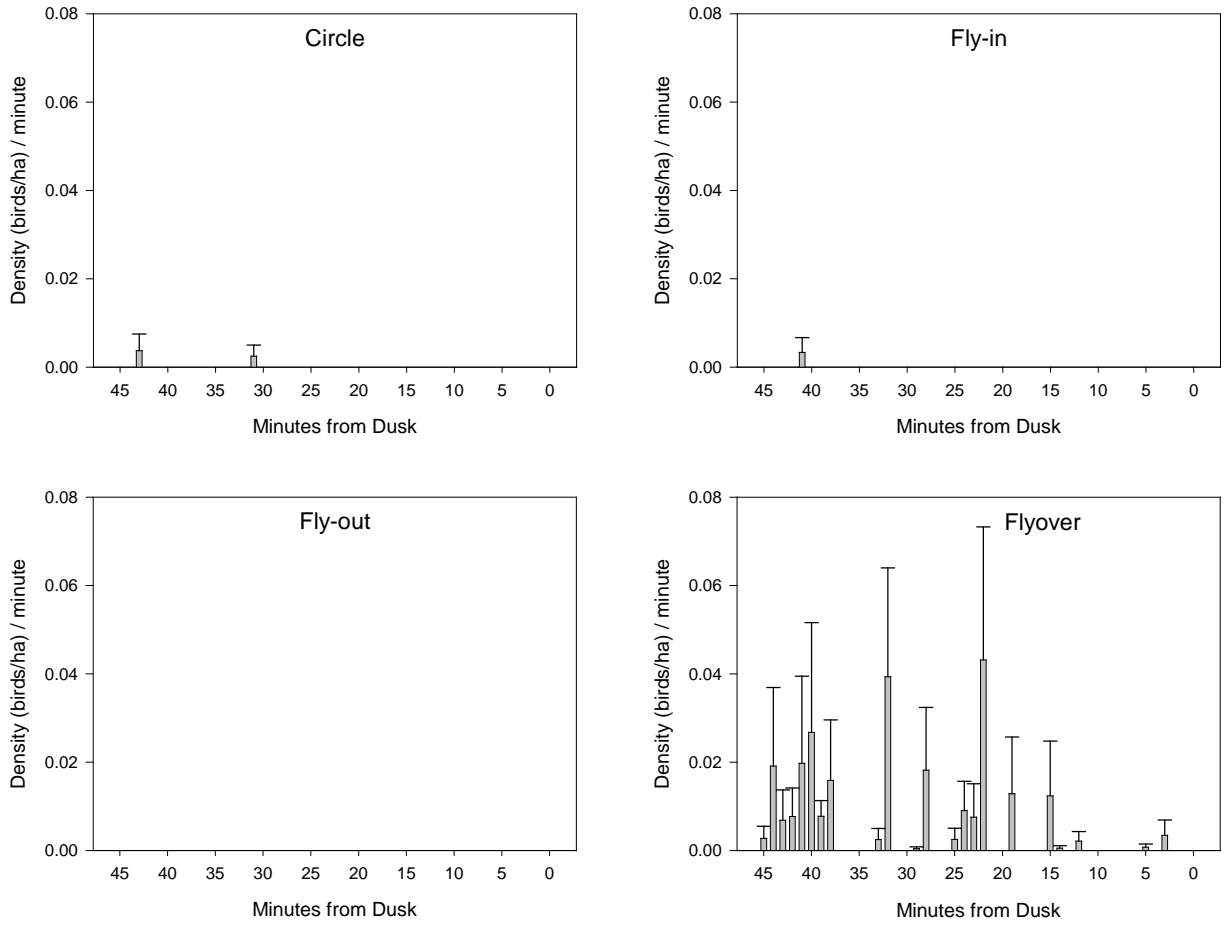 Circle
Density (birds/ha) / minute
0.08
0.06
0.04
0.02
0.00
45 40 35 30 25 20 15 10 5 0
Minutes from Dusk
Fly-in
Density (birds/ha) / minute
0.08
0.06
0.04
0.02
0.00
45 40 35 30 25 20 15 10 5 0
Minutes from Dusk
Fly-out
Density (birds/ha) / minute
0.08
0.06
0.04
0.02
0.00
45 40 35 30 25 20 15 10 5 0
Minutes from Dusk
Flyover
Density (birds/ha) / minute
0.08
0.06
0.04
0.02
0.00
45 40 35 30 25 20 15 10 5 0
Minutes from Dusk